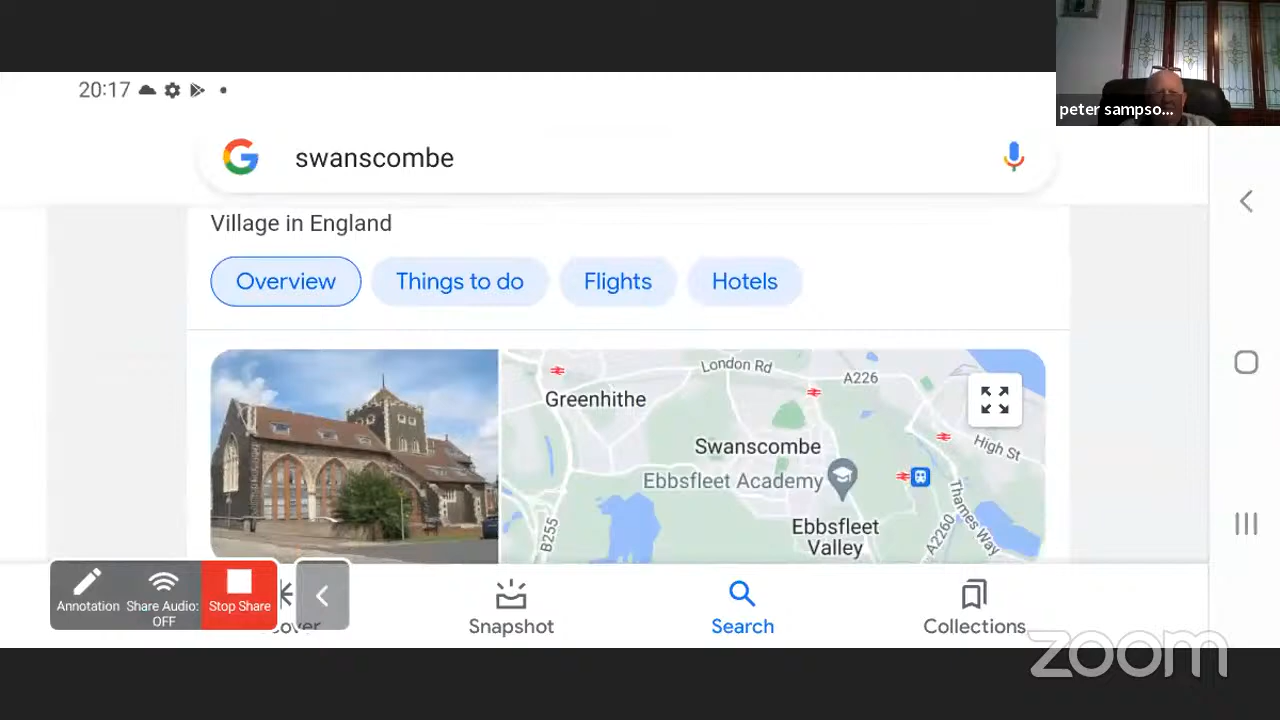 20:17
peter sampso...
swanscombe
Village in England
Overview
Things to do
Flights
Hotels
London Rd
A226
Greenhithe
High St
Swanscombe
Ebbsfleet Academy
Thames Way
B255
A2260
Ebbsfleet
Valley
Annotation
Share Audio:
OFF
Stop Share
over
Snapshot
Search
Collections
zoom